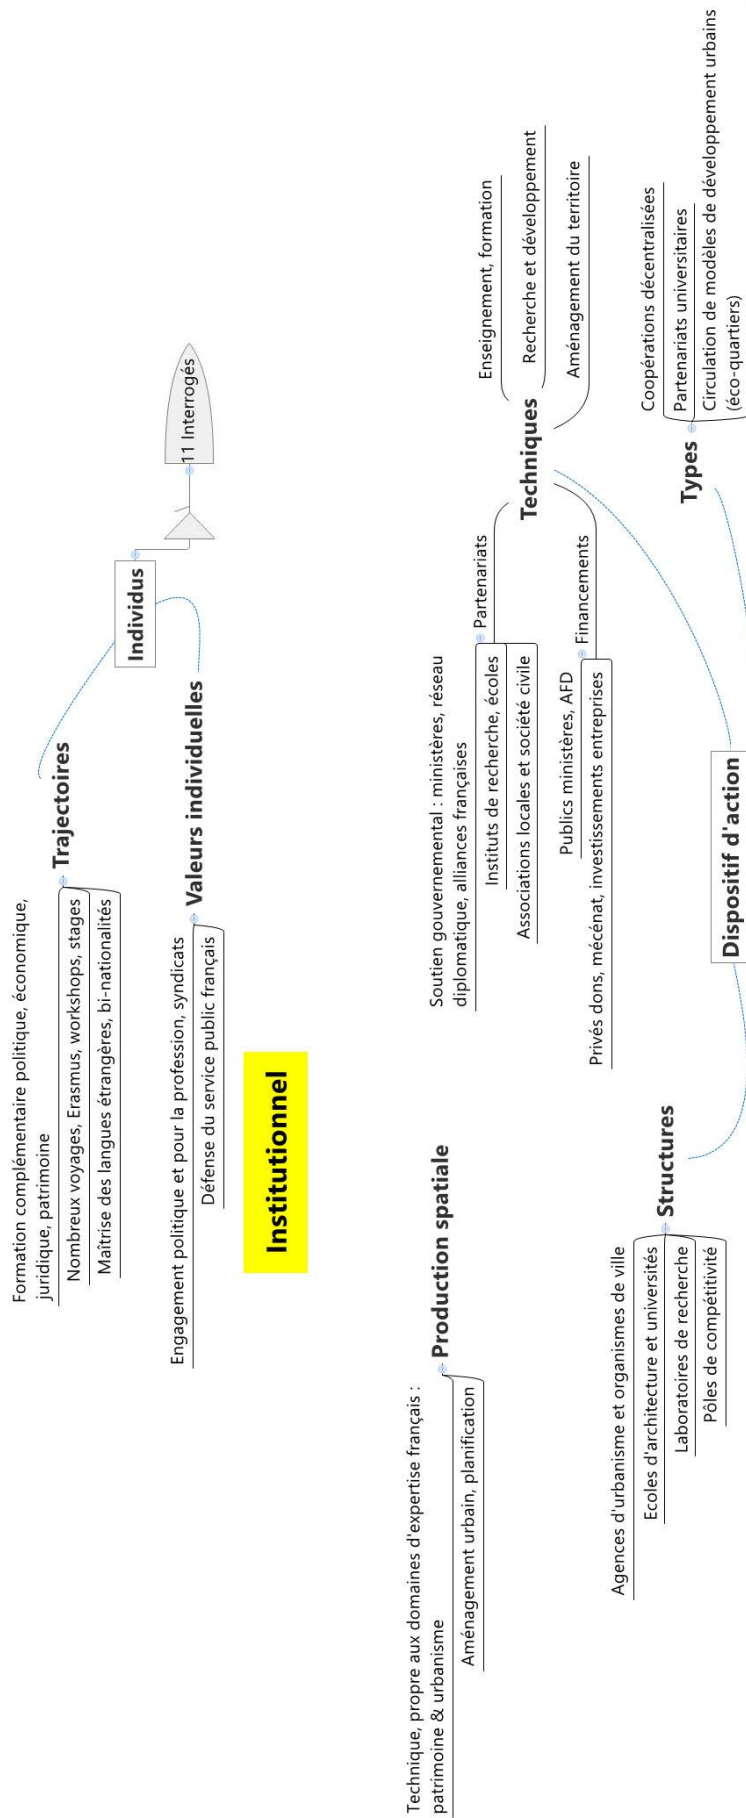 Formation complémentaire politique, économique,
juridique, patrimoine
Nombreux voyages, Erasmus, workshops, stages
Maîtrise des langues étrangères, bi-nationalités
Trajectoires
Individus
11 Interrogés
Engagement politique et pour la profession, syndicats
Défense du service public français
Valeurs individuelles
Institutionnel
Technique, propre aux domaines d'expertise français :
patrimoine & urbanisme
Aménagement urbain, planification
Production spatiale
Soutien gouvernemental : ministères, réseau
diplomatique, alliances françaises
Instituts de recherche, écoles
Associations locales et société civile
Partenariats
Publics ministères, AFD
Privés dons, mécénat, investissements entreprises
Financements
Techniques
Enseignement, formation
Recherche et développement
Aménagement du territoire
Agences d'urbanisme et organismes de ville
Ecoles d'architecture et universités
Laboratoires de recherche
Pôles de compétitivité
Structures
Dispositif d'action
Types
Coopérations décentralisées
Partenariats universitaires
Circulation de modèles de développement urbains
(éco-quartiers)